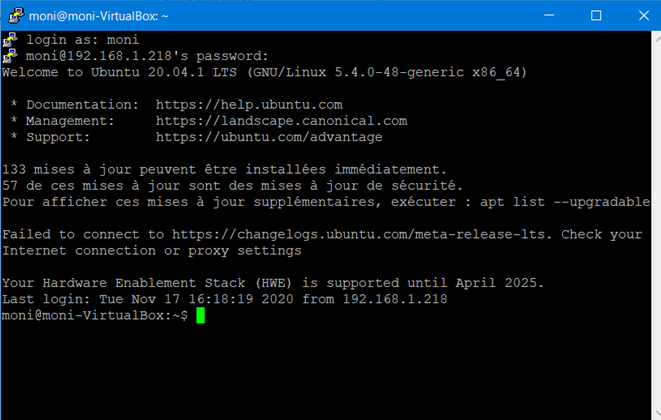 moni@moni-VirtualBox: ~
login as: moni
moni@192.168.1.218's password:
Welcome to Ubuntu 20.04.1 LTS (GNU/Linux 5.4.0-48-generic x86_64)
* Documentation:  https://help.ubuntu.com
* Management:     https://landscape.canonical.com
* Support:        https://ubuntu.com/advantage
133 mises à jour peuvent être installées immédiatement.
57 de ces mises à jour sont des mises à jour de sécurité.
Pour afficher ces mises à jour supplémentaires, exécuter : apt list --upgradable
Failed to connect to https://changelogs.ubuntu.com/meta-release-lts. Check your
Internet connection or proxy settings
Your Hardware Enablement Stack (HWE) is supported until April 2025.
Last login: Tue Nov 17 16:18:19 2020 from 192.168.1.218
moni@moni-VirtualBox:~$